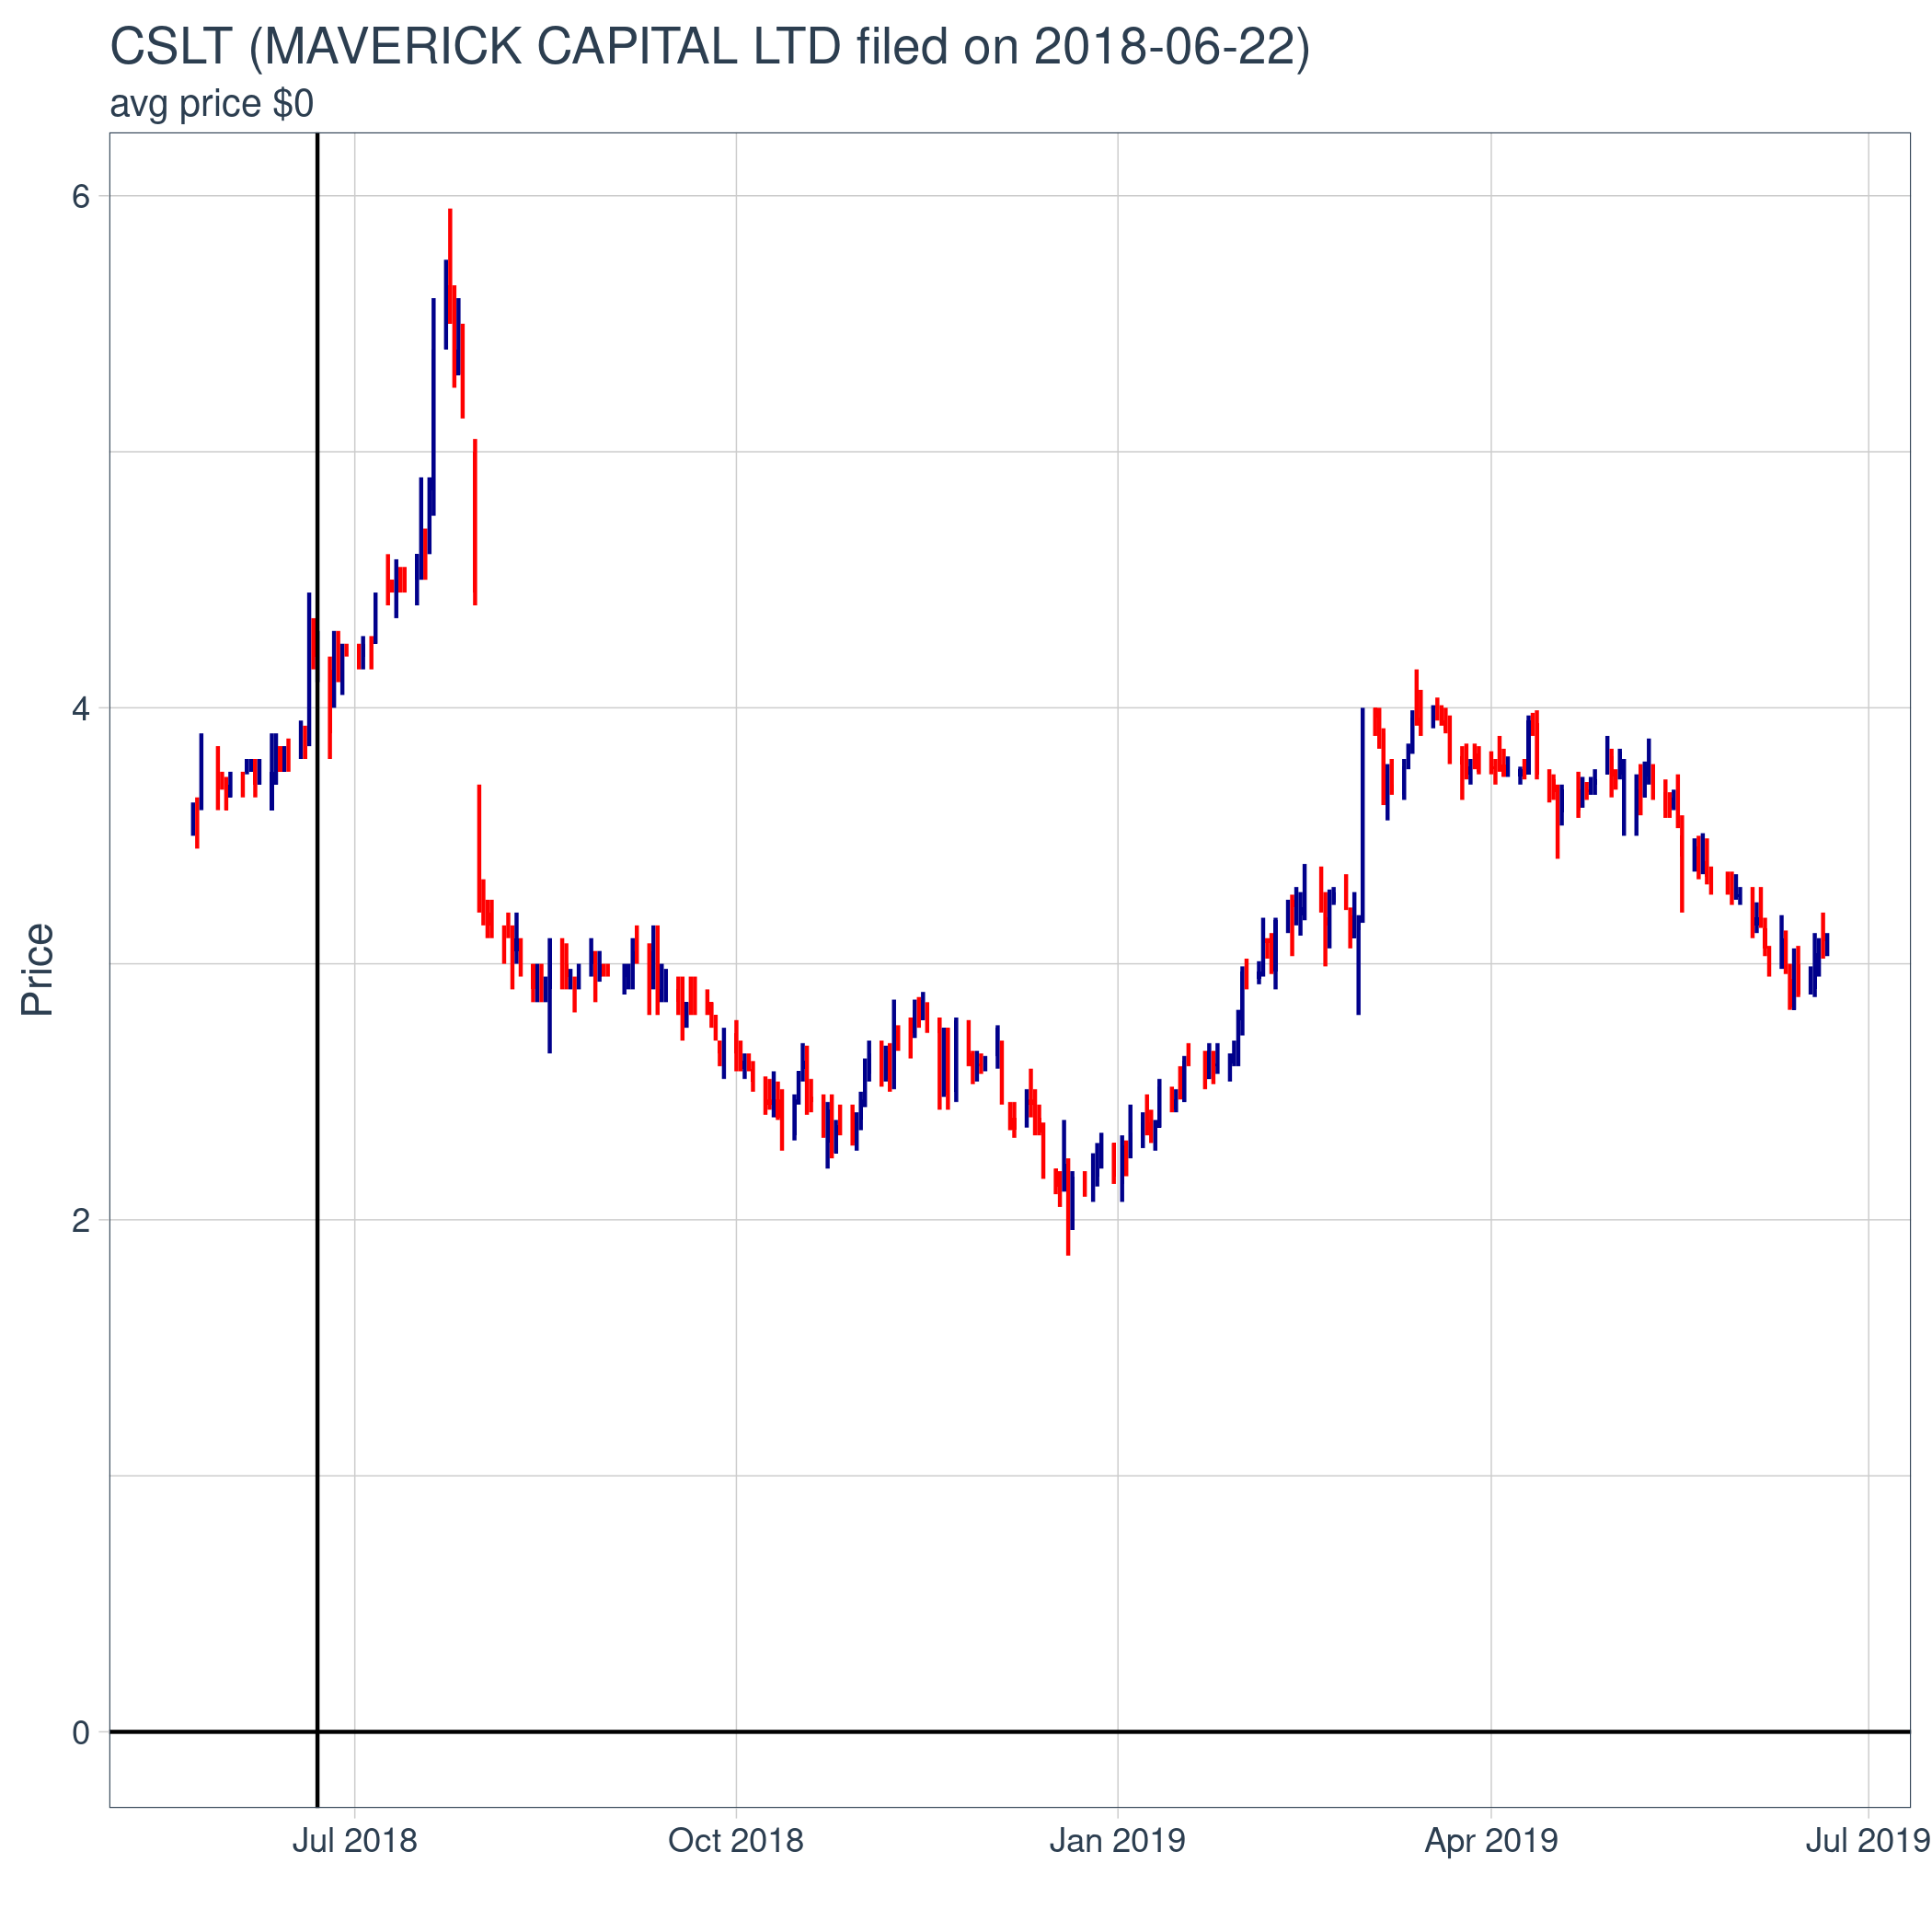 CSLT (MAVERICK CAPITAL LTD filed on 2018-06-22)
avg price $0
6
4
2
0
Price
Jul 2018
Oct 2018
Jan 2019
Apr 2019
Jul 2019